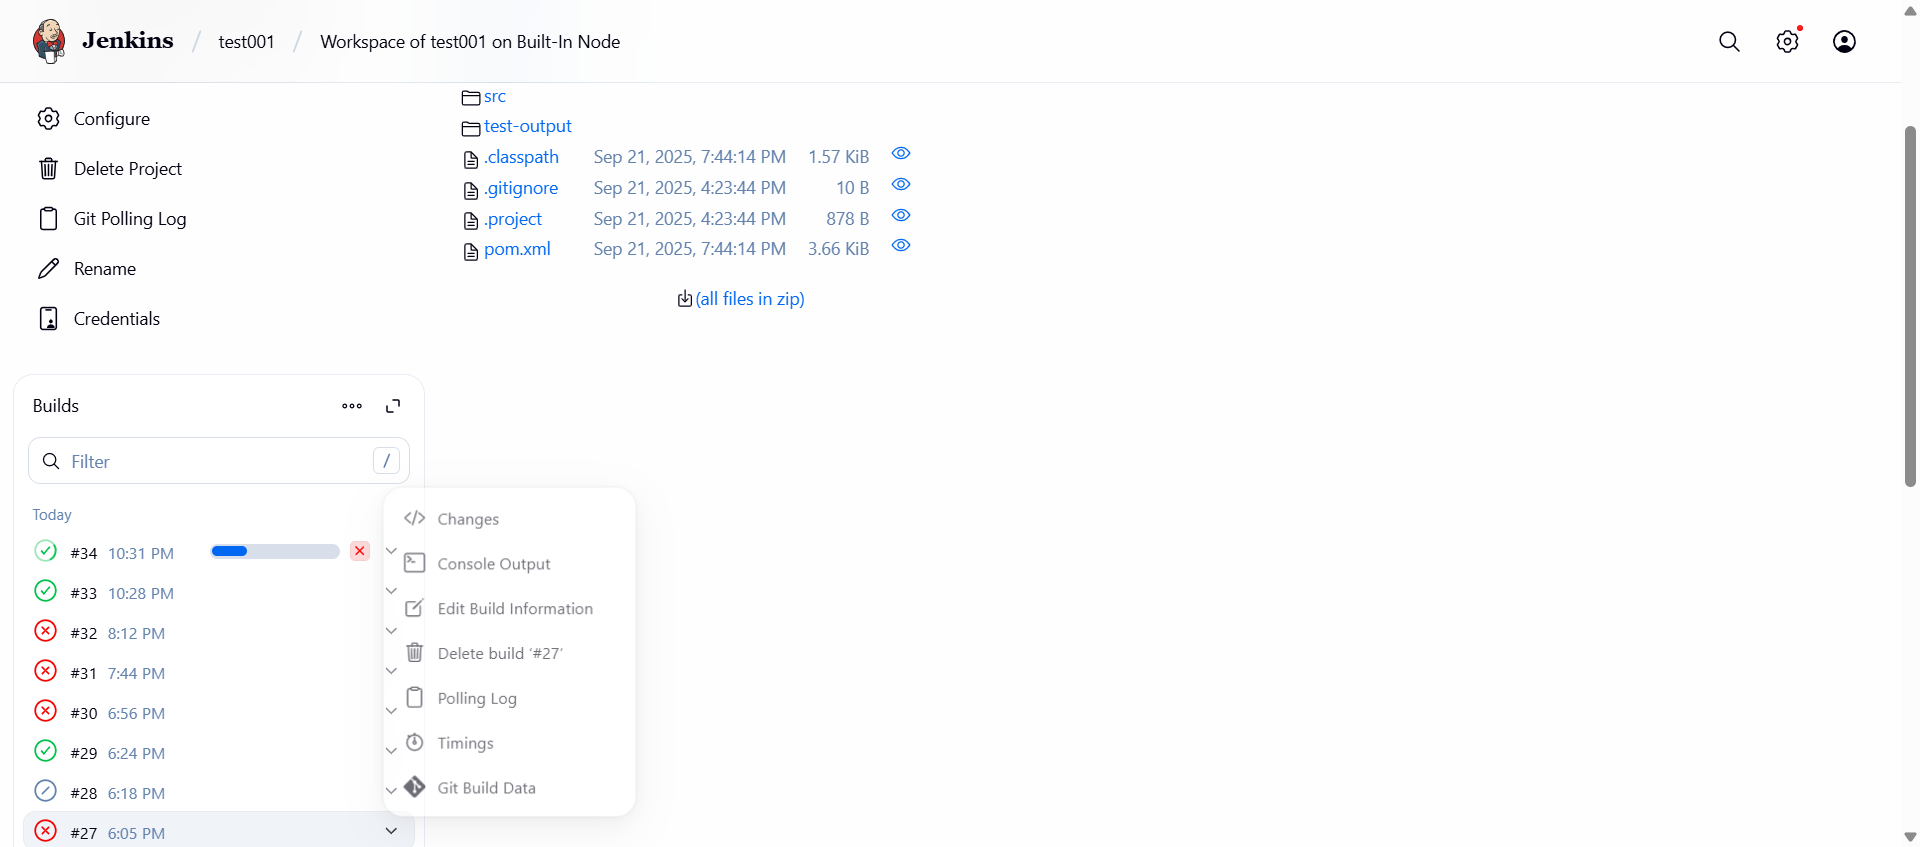 Jenkins / test001 / Workspace of test001 on Built-In Node
Configure
Delete Project
Git Polling Log
Rename
Credentials
src
test-output
.classpath Sep 21, 2025, 7:44:14 PM 1.57 KiB
.gitignore Sep 21, 2025, 4:23:44 PM 10 B
.project Sep 21, 2025, 4:23:44 PM 878 B
pom.xml Sep 21, 2025, 7:44:14 PM 3.66 KiB
(all files in zip)
Builds
Filter /
Today
#34 10:31 PM
#33 10:28 PM
#32 8:12 PM
#31 7:44 PM
#30 6:56 PM
#29 6:24 PM
#28 6:18 PM
#27 6:05 PM
Changes
Console Output
Edit Build Information
Delete build ‘#27’
Polling Log
Timings
Git Build Data